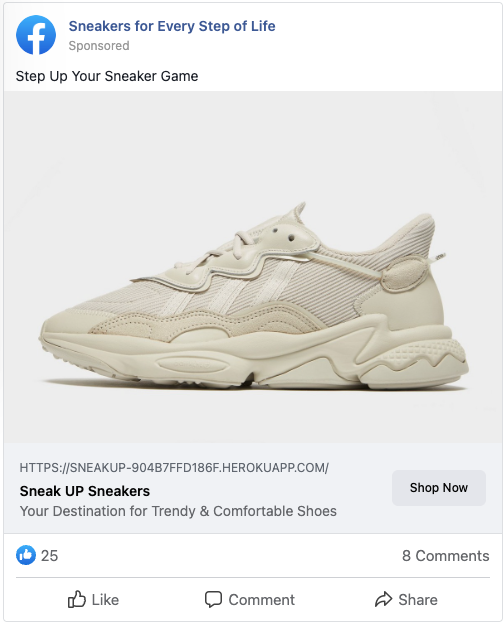 Sneakers for Every Step of Life
Sponsored
Step Up Your Sneaker Game
HTTPS://SNEAKUP-904B7FFD186F.HEROKUAPP.COM/
Sneak UP Sneakers
Shop Now
Your Destination for Trendy & Comfortable Shoes
25
8 Comments
Like
Comment
Share